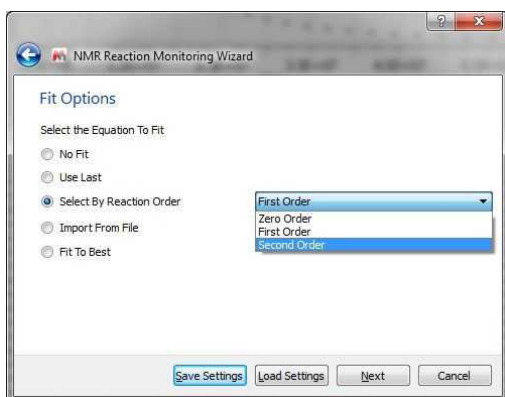 NMR Reaction Monitoring Wizard
Fit Options
Select the Equation To Fit
No Fit
Use Last
Select By Reaction Order
First Order
Zero Order
First Order
Second Order
Import From File
Fit To Best
Save Settings Load Settings Next Cancel